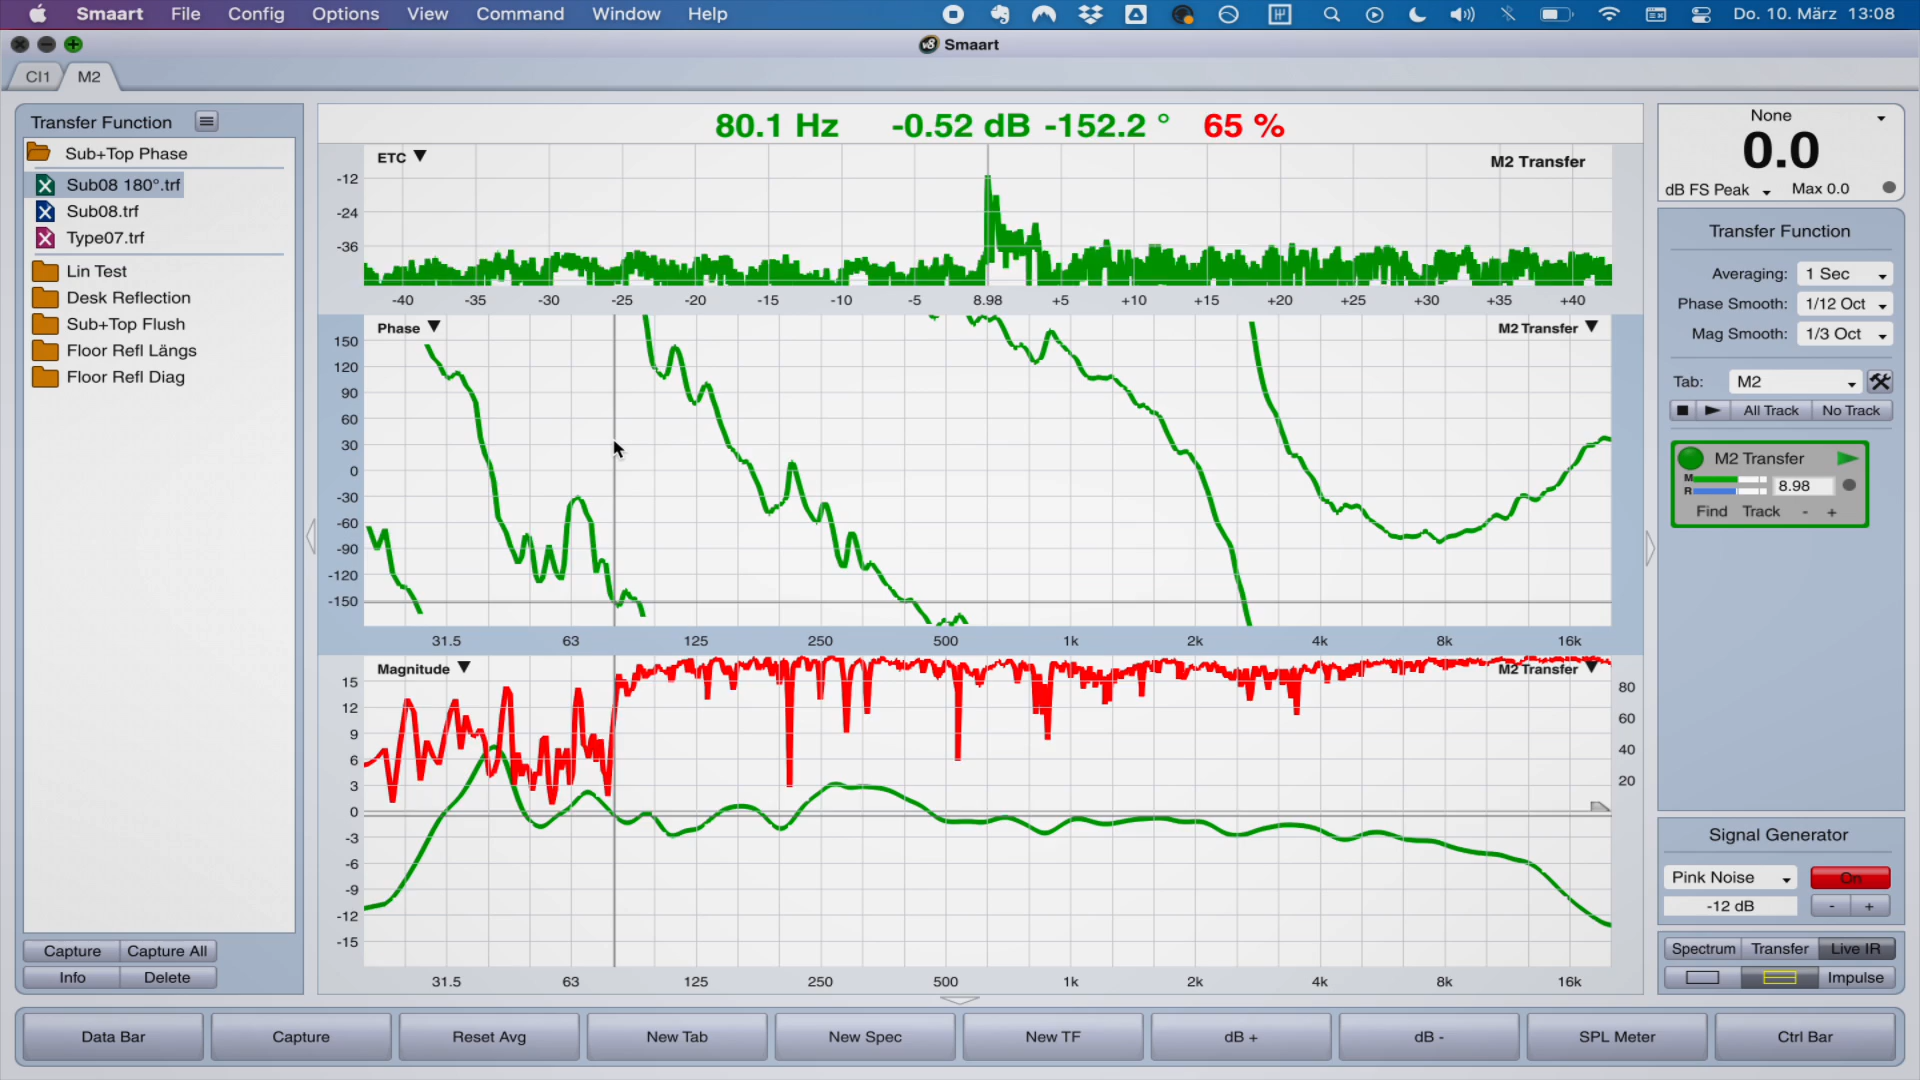 Smaart File Config Options View Command Window Help Do. 10. März 13:08
v8 Smaart
CI1 M2
Transfer Function
Sub+Top Phase
Sub08 180°.trf
Sub08.trf
Type07.trf
Lin Test
Desk Reflection
Sub+Top Flush
Floor Refl Längs
Floor Refl Diag
Capture Capture All
Info Delete
80.1 Hz -0.52 dB -152.2 ° 65 %
ETC M2 Transfer
-12
-24
-36
-40 -35 -30 -25 -20 -15 -10 -5 8.98 +5 +10 +15 +20 +25 +30 +35 +40
Phase M2 Transfer
150
120
90
60
30
0
-30
-60
-90
-120
-150
31.5 63 125 250 500 1k 2k 4k 8k 16k
Magnitude M2 Transfer
15
12
9
6
3
0
-3
-6
-9
-12
-15
80
60
40
20
31.5 63 125 250 500 1k 2k 4k 8k 16k
None
0.0
dB FS Peak Max 0.0
Transfer Function
Averaging: 1 Sec
Phase Smooth: 1/12 Oct
Mag Smooth: 1/3 Oct
Tab: M2
All Track No Track
M2 Transfer
M
R 8.98
Find Track - +
Signal Generator
Pink Noise On
-12 dB - +
Spectrum Transfer Live IR
Impulse
Data Bar Capture Reset Avg New Tab New Spec New TF dB + dB - SPL Meter Ctrl Bar